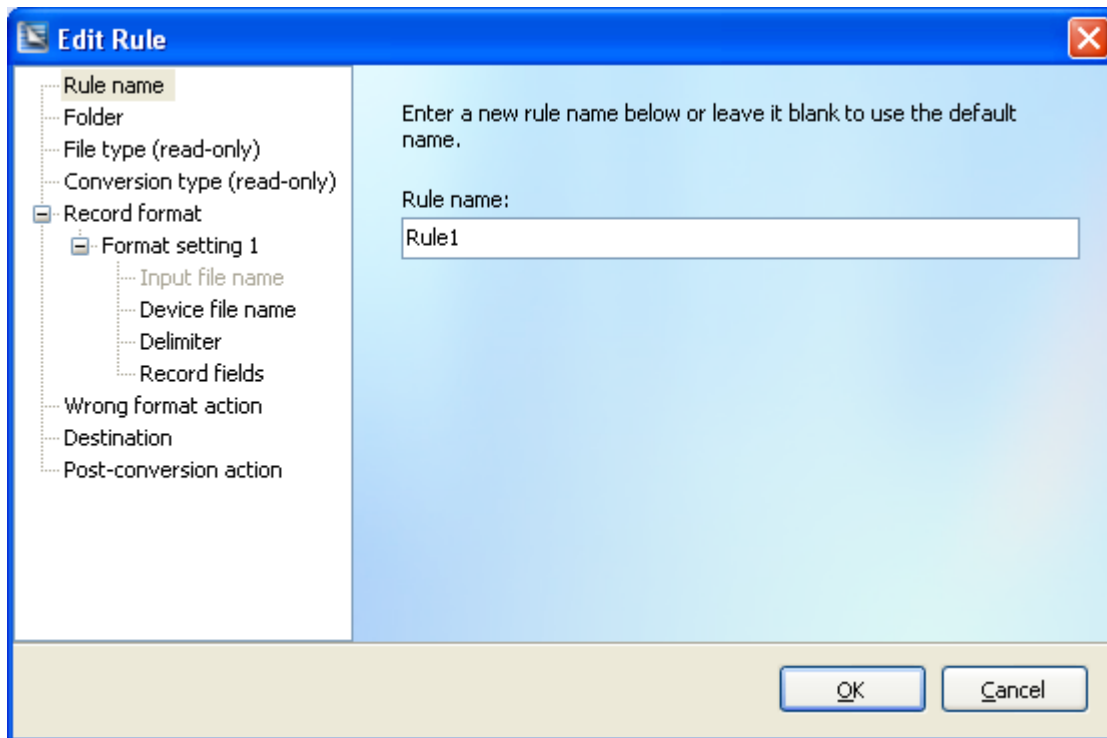 Edit Rule
Rule name
Folder
File type (read-only)
Conversion type (read-only)
Record format
Format setting 1
Input file name
Device file name
Delimiter
Record fields
Wrong format action
Destination
Post-conversion action
Enter a new rule name below or leave it blank to use the default
name.
Rule name:
Rule1
OK
Cancel